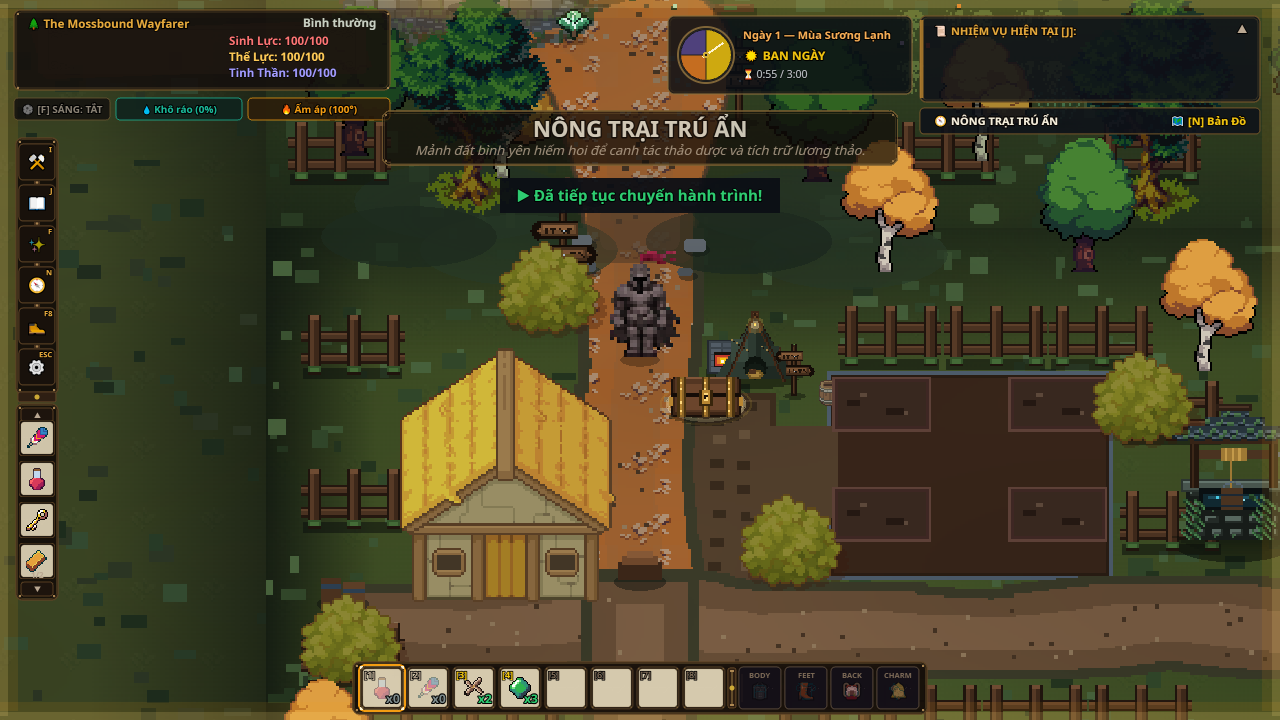 The Mossbound Wayfarer
Bình thường
Sinh Lực: 100/100
Thể Lực: 100/100
Tinh Thần: 100/100
[F] SÁNG: TẮT
Khô ráo (0%)
Ấm áp (100°)
Ngày 1 — Mùa Sương Lạnh
BAN NGÀY
0:55 / 3:00
NHIỆM VỤ HIỆN TẠI [J]:
NÔNG TRẠI TRÚ ẨN
[N] Bản Đồ
NÔNG TRẠI TRÚ ẨN
Mảnh đất bình yên hiếm hoi để canh tác thảo dược và tích trữ lương thảo.
▶ Đã tiếp tục chuyến hành trình!
I
J
F
N
F8
ESC
[1]
x0
[2]
x0
[3]
x2
[4]
x3
[5]
[6]
[7]
[8]
BODY
FEET
BACK
CHARM